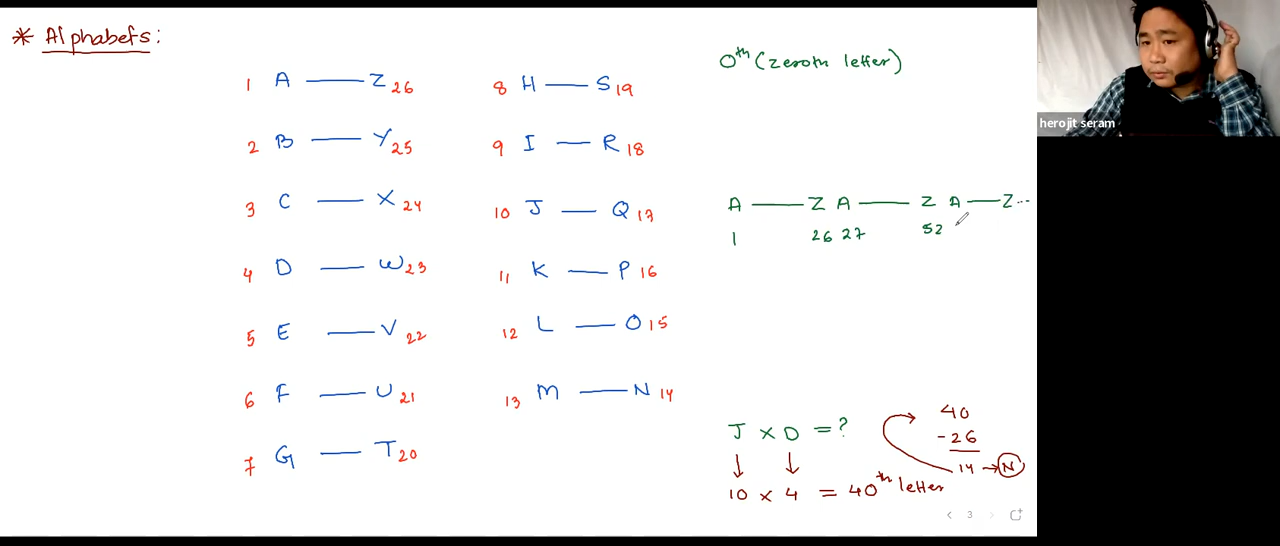 * Alphabets:
0th (zeroth letter)
1 A — Z 26
8 H — S 19
2 B — Y 25
9 I — R 18
3 C — X 24
10 J — Q 17
4 D — W 23
11 K — P 16
5 E — V 22
12 L — O 15
6 F — U 21
13 M — N 14
7 G — T 20
A — Z A — Z A — Z ...
1 26 27 52
J × D = ?
10 × 4 = 40th letter
40
- 26
14 → N
herojit seram
3